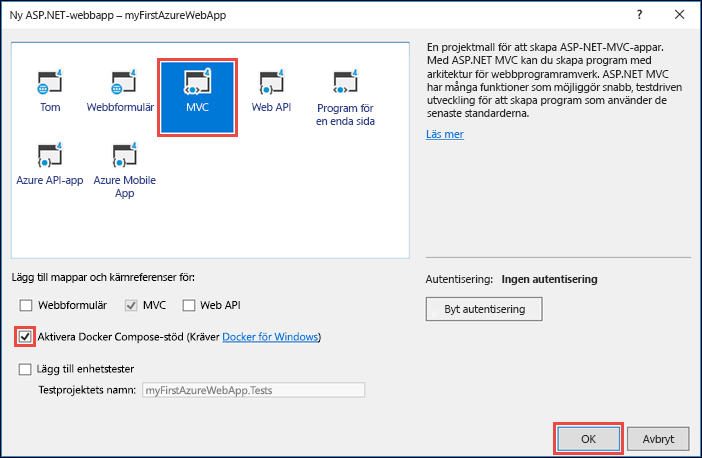 Ny ASP.NET-webbapp – myFirstAzureWebApp
?
Tom
Webbformulär
MVC
Web API
Program för
en enda sida
Azure API-app
Azure Mobile
App
En projektmall för att skapa ASP-NET-MVC-appar.
Med ASP.NET MVC kan du skapa program med
arkitektur för webbprogramramverk. ASP.NET MVC
har många funktioner som möjliggör snabb, testdriven
utveckling för att skapa program som använder de
senaste standarderna.
Läs mer
Lägg till mappar och kärnreferenser för:
Webbformulär
MVC
Web API
Aktivera Docker Compose-stöd (Kräver Docker för Windows)
Lägg till enhetstester
Testprojektets namn: myFirstAzureWebApp.Tests
Autentisering: Ingen autentisering
Byt autentisering
OK
Avbryt